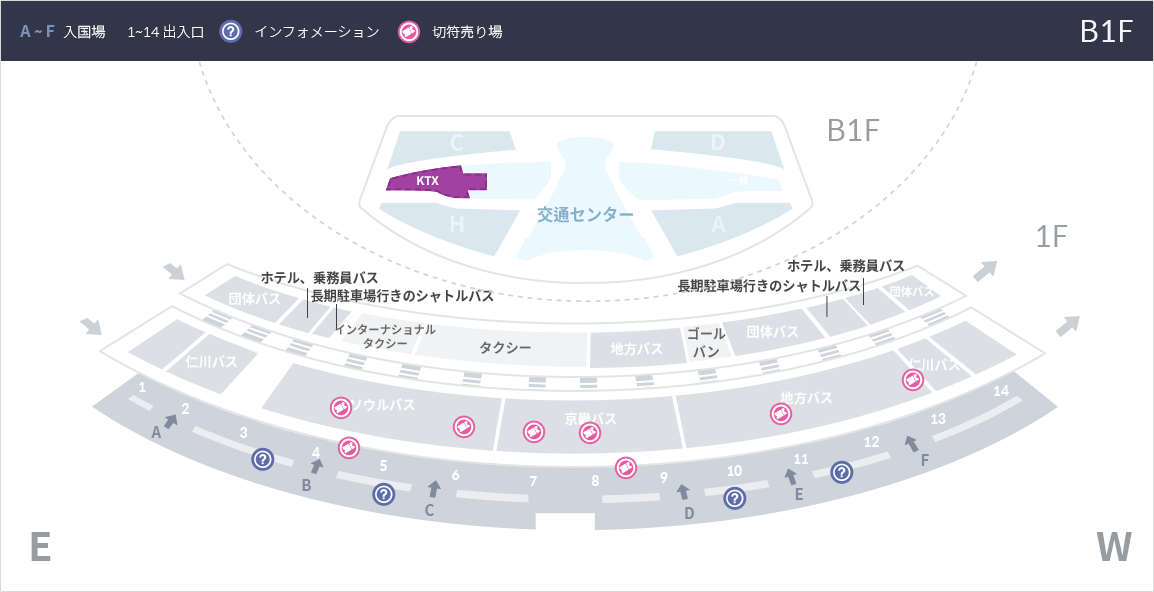 A~F 入国場 1~14 出入口 ? インフォメーション 切符売り場 B1F
B1F
C D
KTX
H A
交通センター
1F
ホテル、乗務員バス ホテル、乗務員バス
長期駐車場行きのシャトルバス 長期駐車場行きのシャトルバス
団体バス 団体バス
インターナショナル
タクシー
タクシー
地方バス
ゴール
バン
団体バス
仁川バス 仁川バス
ソウルバス
京畿バス
地方バス
1 2 3 4 5 6 7 8 9 10 11 12 13 14
A B C D E F
? ? ? ?
E W